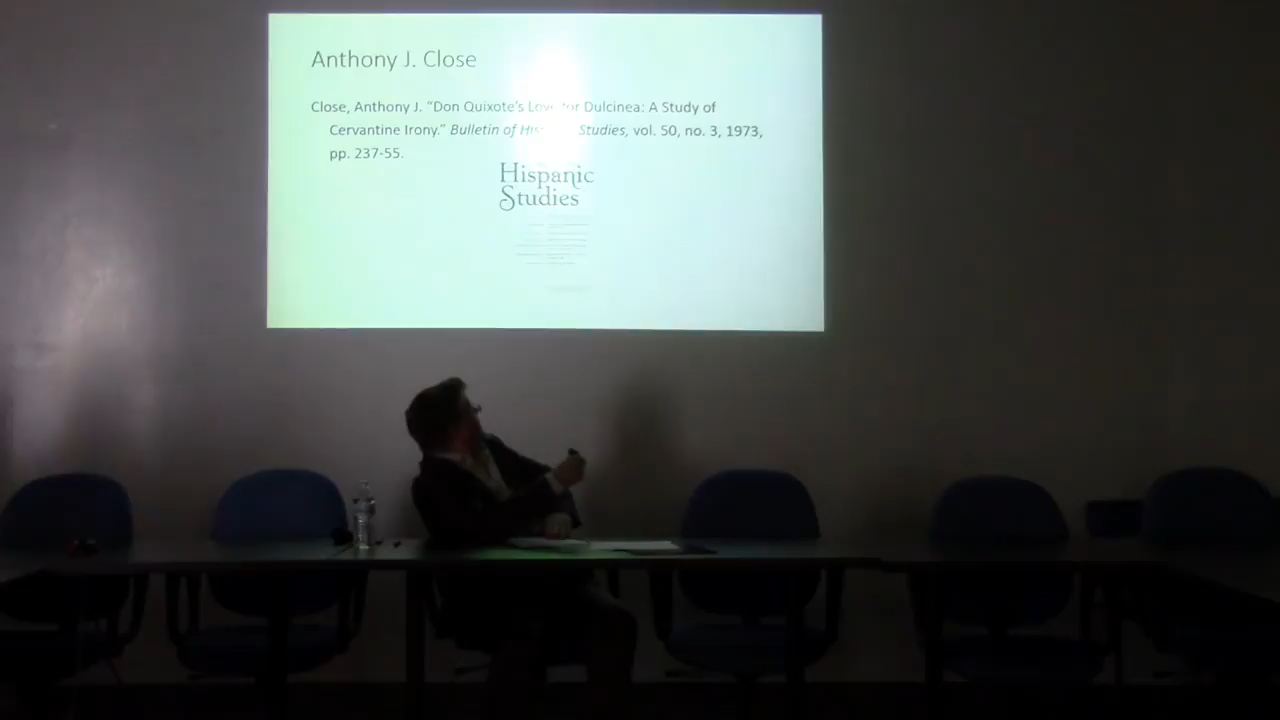 Anthony J. Close
Close, Anthony J. “Don Quixote’s Love for Dulcinea: A Study of
Cervantine Irony.” Bulletin of Hispanic Studies, vol. 50, no. 3, 1973,
pp. 237-55.
Hispanic
Studies